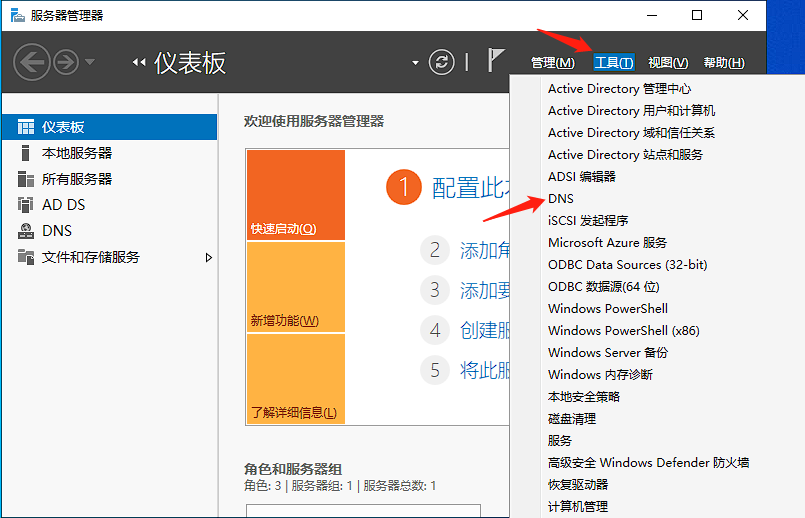 服务器管理器
仪表板
管理(M)
工具(T)
视图(V)
帮助(H)
仪表板
本地服务器
所有服务器
AD DS
DNS
文件和存储服务
欢迎使用服务器管理器
快速启动(Q)
新增功能(W)
了解详细信息(L)
1 配置此
2 添加
3 添加
4 创建
5 将此
角色和服务器组
角色: 3 | 服务器组: 1 | 服务器总数: 1
Active Directory 管理中心
Active Directory 用户和计算机
Active Directory 域和信任关系
Active Directory 站点和服务
ADSI 编辑器
DNS
iSCSI 发起程序
Microsoft Azure 服务
ODBC Data Sources (32-bit)
ODBC 数据源(64 位)
Windows PowerShell
Windows PowerShell (x86)
Windows Server 备份
Windows 内存诊断
本地安全策略
磁盘清理
服务
高级安全 Windows Defender 防火墙
恢复驱动器
计算机管理